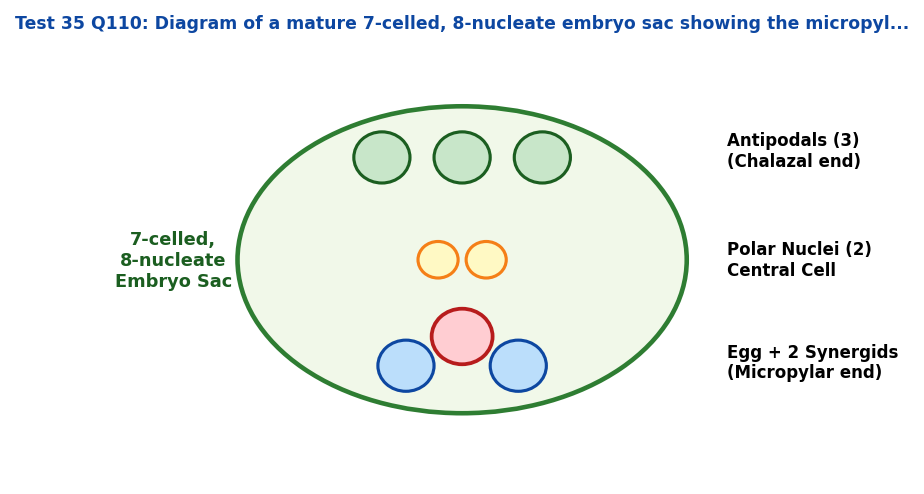 Test 35 Q110: Diagram of a mature 7-celled, 8-nucleate embryo sac showing the micropyl...
Antipodals (3)
(Chalazal end)
7-celled,
8-nucleate
Embryo Sac
Polar Nuclei (2)
Central Cell
Egg + 2 Synergids
(Micropylar end)